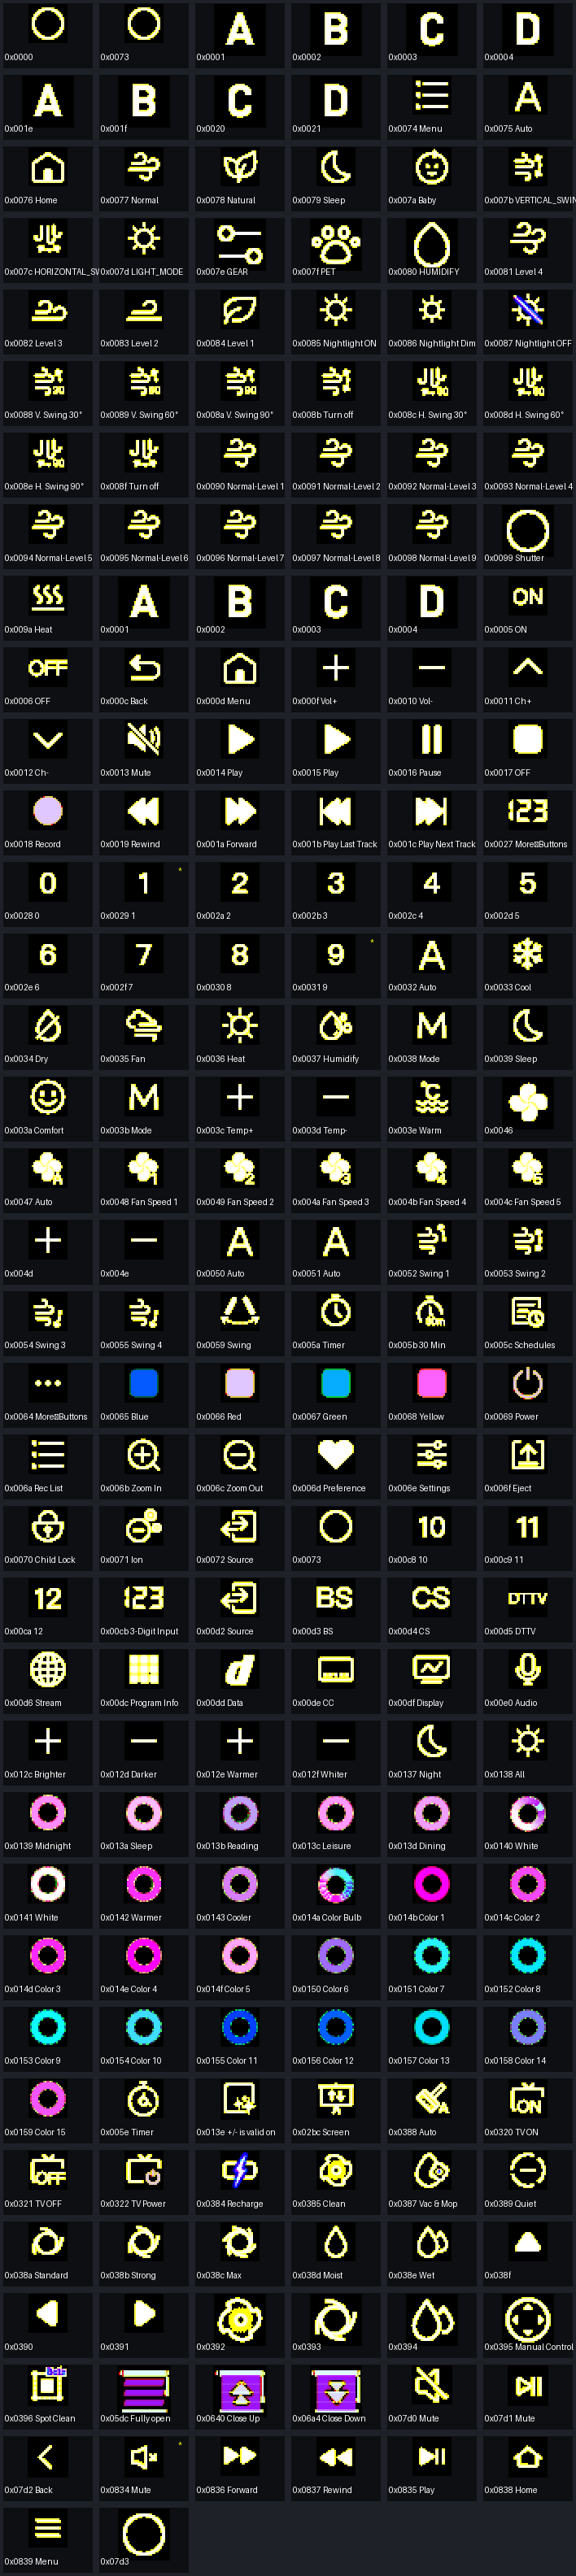 0x0000 0x0073 0x0001 0x0002 0x0003 0x0004
0x001e 0x001f 0x0020 0x0021 0x0074 Menu 0x0075 Auto
0x0076 Home 0x0077 Normal 0x0078 Natural 0x0079 Sleep 0x007a Baby 0x007b VERTICAL_SWIN
0x007c HORIZONTAL_SW 0x007d LIGHT_MODE 0x007e GEAR 0x007f PET 0x0080 HUMIDIFY 0x0081 Level 4
0x0082 Level 3 0x0083 Level 2 0x0084 Level 1 0x0085 Nightlight ON 0x0086 Nightlight Dim 0x0087 Nightlight OFF
0x0088 V. Swing 30° 0x0089 V. Swing 60° 0x008a V. Swing 90° 0x008b Turn off 0x008c H. Swing 30° 0x008d H. Swing 60°
0x008e H. Swing 90° 0x008f Turn off 0x0090 Normal-Level 1 0x0091 Normal-Level 2 0x0092 Normal-Level 3 0x0093 Normal-Level 4
0x0094 Normal-Level 5 0x0095 Normal-Level 6 0x0096 Normal-Level 7 0x0097 Normal-Level 8 0x0098 Normal-Level 9 0x0099 Shutter
0x009a Heat 0x0001 0x0002 0x0003 0x0004 0x0005 ON
0x0006 OFF 0x000c Back 0x000d Menu 0x000f Vol+ 0x0010 Vol- 0x0011 Ch+
0x0012 Ch- 0x0013 Mute 0x0014 Play 0x0015 Play 0x0016 Pause 0x0017 OFF
0x0018 Record 0x0019 Rewind 0x001a Forward 0x001b Play Last Track 0x001c Play Next Track 0x0027 More Buttons
0x0028 0 0x0029 1 0x002a 2 0x002b 3 0x002c 4 0x002d 5
0x002e 6 0x002f 7 0x0030 8 0x0031 9 0x0032 Auto 0x0033 Cool
0x0034 Dry 0x0035 Fan 0x0036 Heat 0x0037 Humidify 0x0038 Mode 0x0039 Sleep
0x003a Comfort 0x003b Mode 0x003c Temp+ 0x003d Temp- 0x003e Warm 0x0046
0x0047 Auto 0x0048 Fan Speed 1 0x0049 Fan Speed 2 0x004a Fan Speed 3 0x004b Fan Speed 4 0x004c Fan Speed 5
0x004d 0x004e 0x0050 Auto 0x0051 Auto 0x0052 Swing 1 0x0053 Swing 2
0x0054 Swing 3 0x0055 Swing 4 0x0059 Swing 0x005a Timer 0x005b 30 Min 0x005c Schedules
0x0064 More Buttons 0x0065 Blue 0x0066 Red 0x0067 Green 0x0068 Yellow 0x0069 Power
0x006a Rec List 0x006b Zoom In 0x006c Zoom Out 0x006d Preference 0x006e Settings 0x006f Eject
0x0070 Child Lock 0x0071 Ion 0x0072 Source 0x0073 0x00c8 10 0x00c9 11
0x00ca 12 0x00cb 3-Digit Input 0x00d2 Source 0x00d3 BS 0x00d4 CS 0x00d5 DTTV
0x00d6 Stream 0x00dc Program Info 0x00dd Data 0x00de CC 0x00df Display 0x00e0 Audio
0x012c Brighter 0x012d Darker 0x012e Warmer 0x012f Whiter 0x0137 Night 0x0138 All
0x0139 Midnight 0x013a Sleep 0x013b Reading 0x013c Leisure 0x013d Dining 0x0140 White
0x0141 White 0x0142 Warmer 0x0143 Cooler 0x014a Color Bulb 0x014b Color 1 0x014c Color 2
0x014d Color 3 0x014e Color 4 0x014f Color 5 0x0150 Color 6 0x0151 Color 7 0x0152 Color 8
0x0153 Color 9 0x0154 Color 10 0x0155 Color 11 0x0156 Color 12 0x0157 Color 13 0x0158 Color 14
0x0159 Color 15 0x005e Timer 0x013e +/- is valid on 0x02bc Screen 0x0388 Auto 0x0320 TV ON
0x0321 TV OFF 0x0322 TV Power 0x0384 Recharge 0x0385 Clean 0x0387 Vac & Mop 0x0389 Quiet
0x038a Standard 0x038b Strong 0x038c Max 0x038d Moist 0x038e Wet 0x038f
0x0390 0x0391 0x0392 0x0393 0x0394 0x0395 Manual Control
0x0396 Spot Clean 0x05dc Fully open 0x0640 Close Up 0x06a4 Close Down 0x07d0 Mute 0x07d1 Mute
0x07d2 Back 0x0834 Mute 0x0836 Forward 0x0837 Rewind 0x0835 Play 0x0838 Home
0x0839 Menu 0x07d3